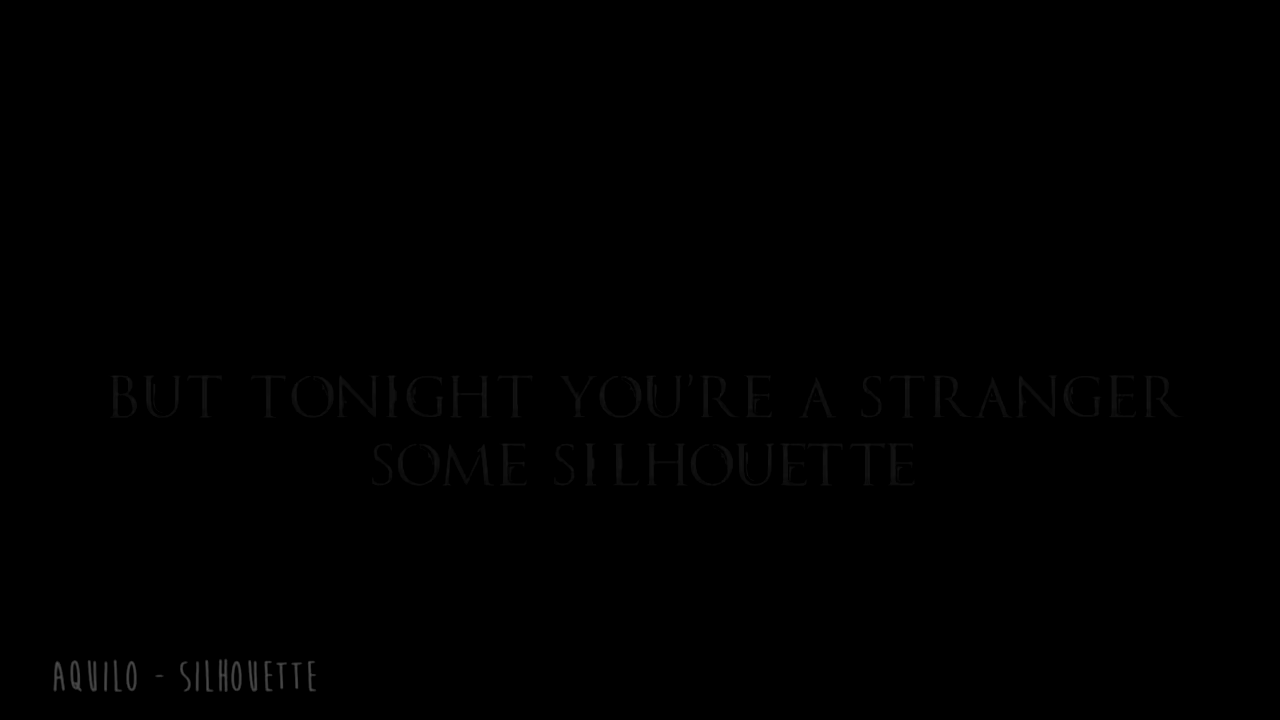 BUT TONIGHT YOU'RE A STRANGER
SOME SILHOUETTE
AQUILO - SILHOUETTE